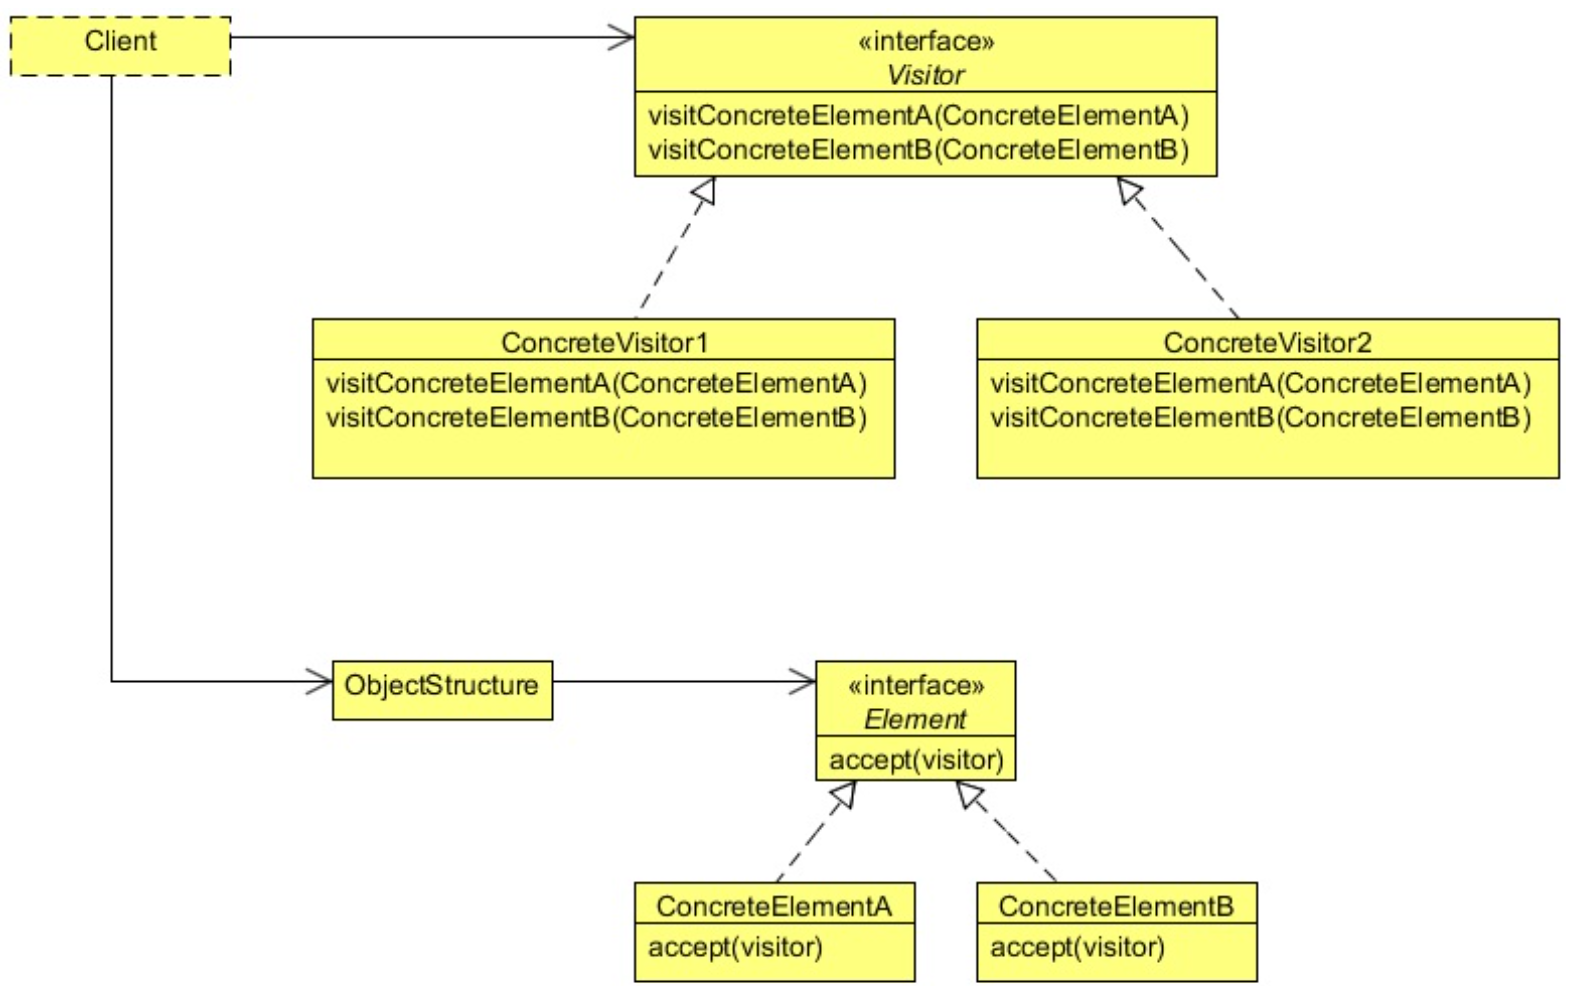 Client
«interface»
Visitor
visitConcreteElementA(ConcreteElementA)
visitConcreteElementB(ConcreteElementB)
ConcreteVisitor1
visitConcreteElementA(ConcreteElementA)
visitConcreteElementB(ConcreteElementB)
ConcreteVisitor2
visitConcreteElementA(ConcreteElementA)
visitConcreteElementB(ConcreteElementB)
ObjectStructure
«interface»
Element
accept(visitor)
ConcreteElementA
accept(visitor)
ConcreteElementB
accept(visitor)